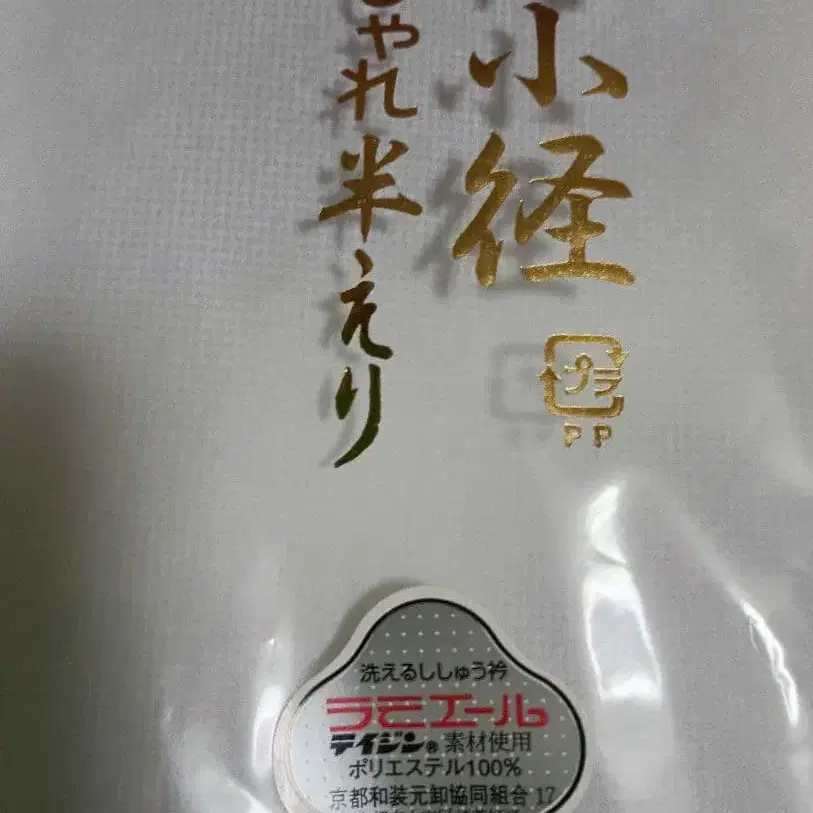 小径
ゃれ半えり
プラ
PP
洗えるししゅう衿
ラミエール
テイジン® 素材使用
ポリエステル100%
京都和装元卸協同組合 17